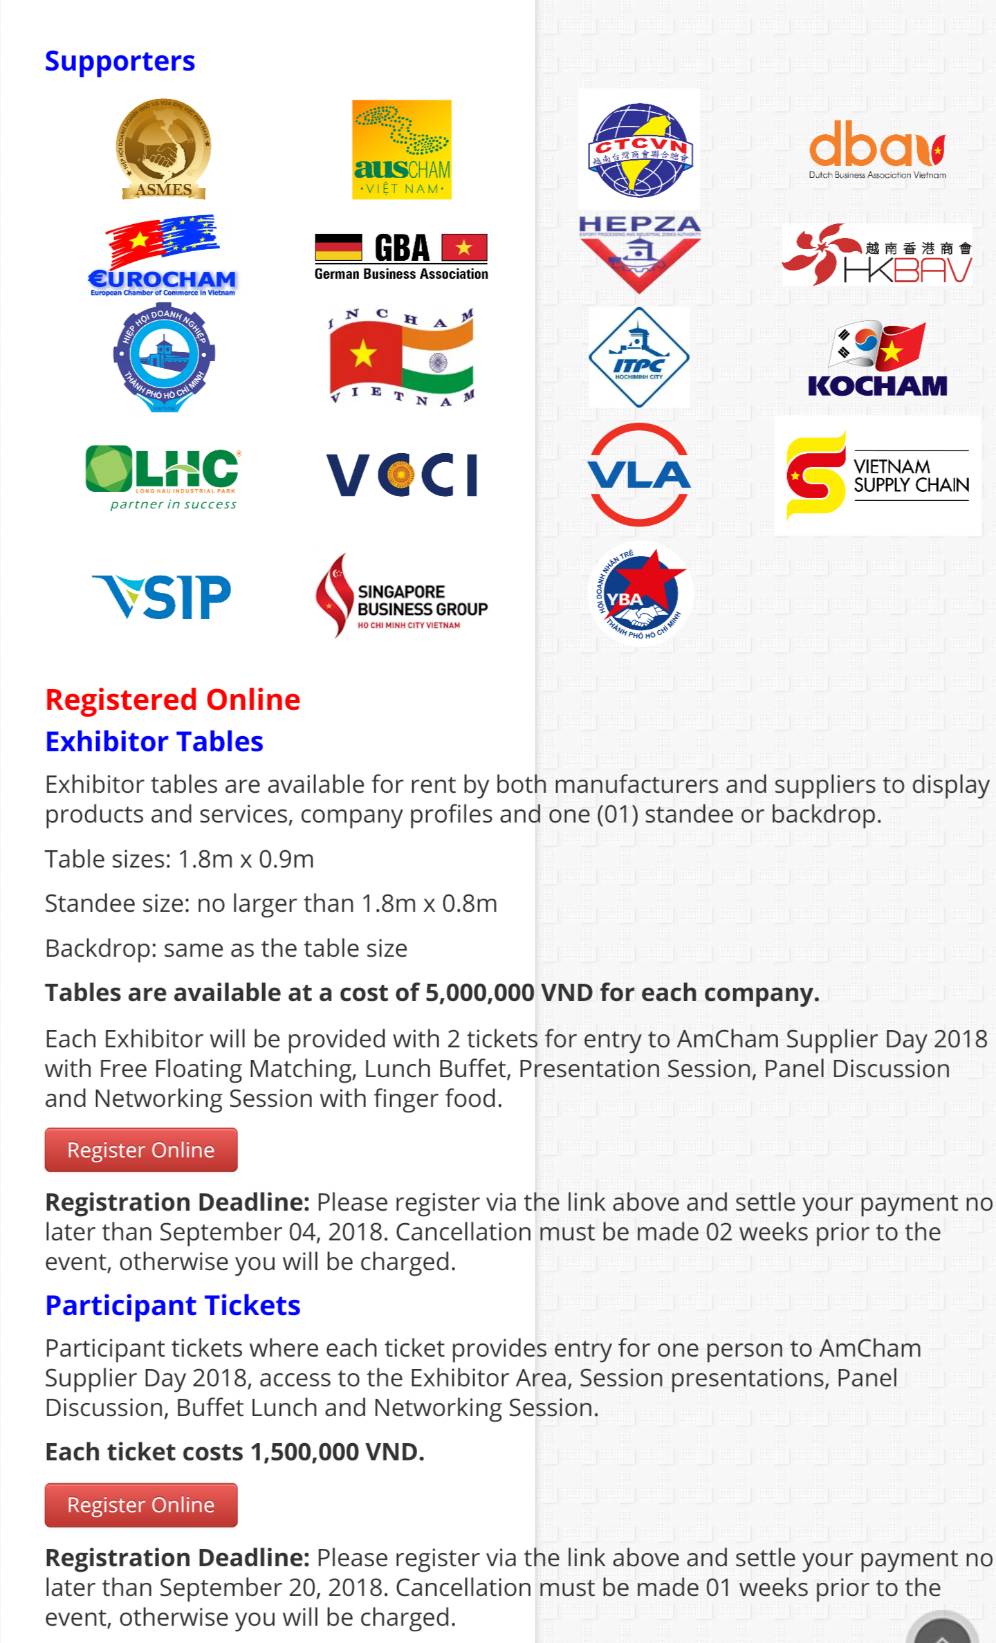 Supporters
ASMES
AUSCHAM
·VIỆT NAM·
CTCVN
越南台灣商會聯合總會
dbav
Dutch Business Association Vietnam
€UROCHAM
European Chamber of Commerce in Vietnam
GBA
German Business Association
HEPZA
越南香港商會
HKBAV
HIỆP HỘI DOANH NGHIỆP
THÀNH PHỐ HỒ CHÍ MINH
INCHAM
VIETNAM
ITPC
HOCHIMINH CITY
KOCHAM
LHC
LONG HAU INDUSTRIAL PARK
partner in success
VCCI
VLA
VIETNAM
SUPPLY CHAIN
VSIP
SINGAPORE
BUSINESS GROUP
HO CHI MINH CITY VIETNAM
HỘI DOANH NHÂN TRẺ
YBA
THÀNH PHỐ HỒ CHÍ MINH
Registered Online
Exhibitor Tables
Exhibitor tables are available for rent by both manufacturers and suppliers to display
products and services, company profiles and one (01) standee or backdrop.
Table sizes: 1.8m x 0.9m
Standee size: no larger than 1.8m x 0.8m
Backdrop: same as the table size
Tables are available at a cost of 5,000,000 VND for each company.
Each Exhibitor will be provided with 2 tickets for entry to AmCham Supplier Day 2018
with Free Floating Matching, Lunch Buffet, Presentation Session, Panel Discussion
and Networking Session with finger food.
Register Online
Registration Deadline: Please register via the link above and settle your payment no
later than September 04, 2018. Cancellation must be made 02 weeks prior to the
event, otherwise you will be charged.
Participant Tickets
Participant tickets where each ticket provides entry for one person to AmCham
Supplier Day 2018, access to the Exhibitor Area, Session presentations, Panel
Discussion, Buffet Lunch and Networking Session.
Each ticket costs 1,500,000 VND.
Register Online
Registration Deadline: Please register via the link above and settle your payment no
later than September 20, 2018. Cancellation must be made 01 weeks prior to the
event, otherwise you will be charged.